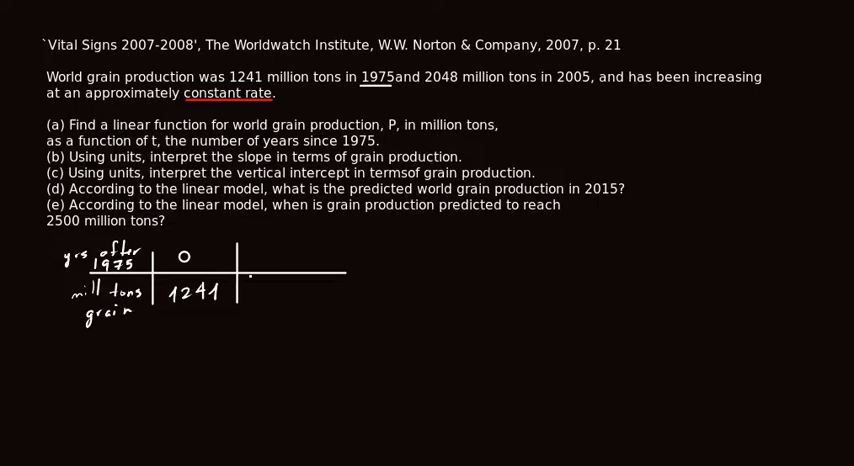 `Vital Signs 2007-2008', The Worldwatch Institute, W.W. Norton & Company, 2007, p. 21
World grain production was 1241 million tons in 1975and 2048 million tons in 2005, and has been increasing
at an approximately constant rate.
(a) Find a linear function for world grain production, P, in million tons,
as a function of t, the number of years since 1975.
(b) Using units, interpret the slope in terms of grain production.
(c) Using units, interpret the vertical intercept in termsof grain production.
(d) According to the linear model, what is the predicted world grain production in 2015?
(e) According to the linear model, when is grain production predicted to reach
2500 million tons?
yrs after 0
1975
mill tons 1241
grain